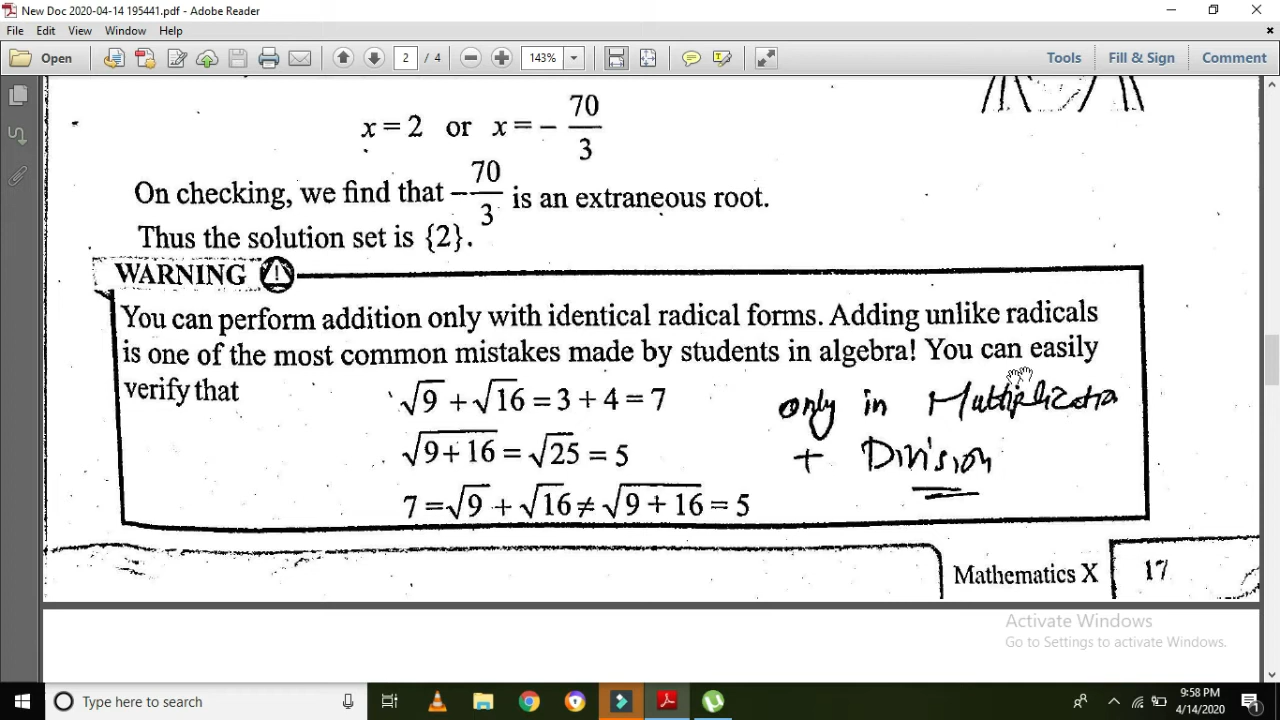 New Doc 2020-04-14 195441.pdf - Adobe Reader
File Edit View Window Help
Open 2 / 4 143% Tools Fill & Sign Comment
x = 2 or x = - 70/3
On checking, we find that -70/3 is an extraneous root.
Thus the solution set is {2}.
WARNING
You can perform addition only with identical radical forms. Adding unlike radicals
is one of the most common mistakes made by students in algebra! You can easily
verify that
√9 + √16 = 3 + 4 = 7
only in Multiplication
√(9+16) = √25 = 5
+ Division
7 = √9 + √16 ≠ √(9 + 16) = 5
Mathematics X 17
Activate Windows
Go to Settings to activate Windows.
Type here to search
9:58 PM
4/14/2020
1